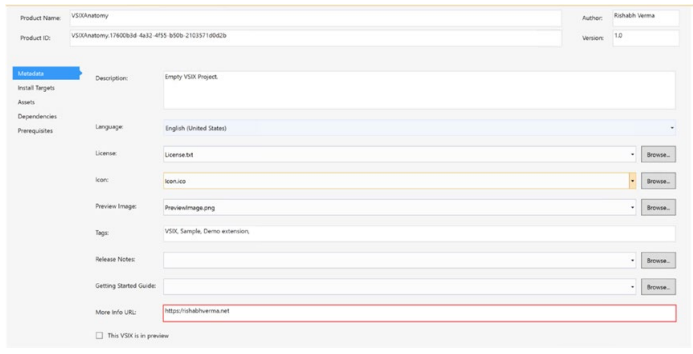 Product Name: VSIXAnatomy Author: Rishabh Verma
Product ID: VSIXAnatomy.17600b3d-4a32-4f55-b50b-2103571d0d2b Version: 1.0
Metadata
Install Targets
Assets
Dependencies
Prerequisites
Description: Empty VSIX Project.
Language: English (United States)
License: License.txt Browse...
Icon: Icon.ico Browse...
Preview Image: PreviewImage.png Browse...
Tags: VSIX, Sample, Demo extension,
Release Notes: Browse...
Getting Started Guide: Browse...
More Info URL: https://rishabhverma.net
This VSIX is in preview